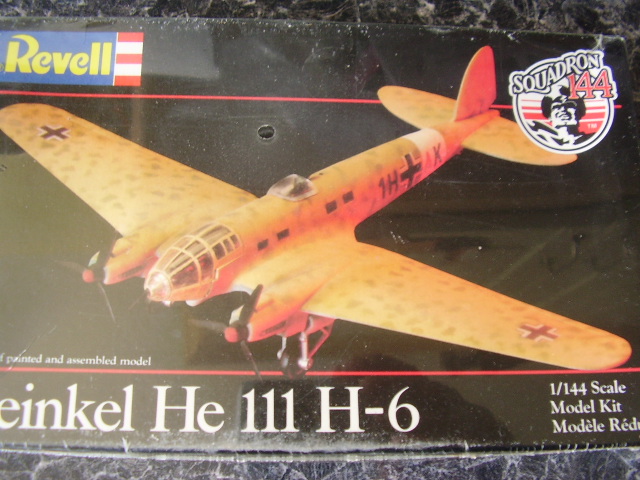 Revell
SQUADRON
144
TM
1H X
f painted and assembled model
einkel He 111 H-6
1/144 Scale
Model Kit
Modèle Rédu